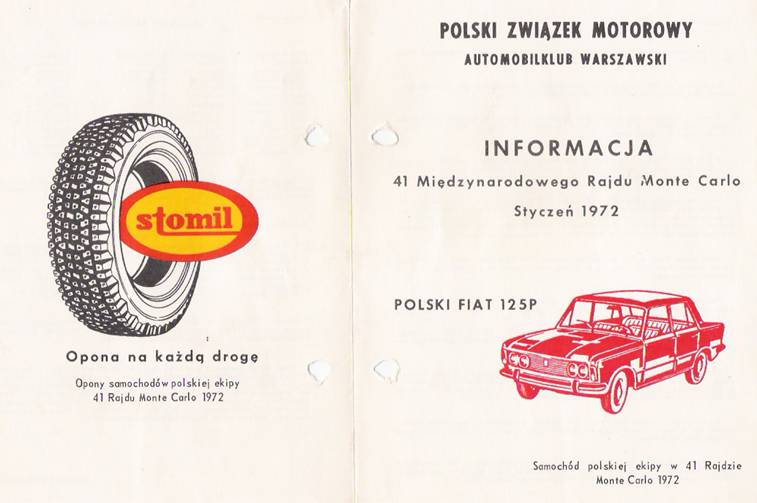 stomil
Opona na każdą drogę
Opony samochodów polskiej ekipy
41 Rajdu Monte Carlo 1972
POLSKI ZWIĄZEK MOTOROWY
AUTOMOBILKLUB WARSZAWSKI
INFORMACJA
41 Międzynarodowego Rajdu Monte Carlo
Styczeń 1972
POLSKI FIAT 125P
Samochód polskiej ekipy w 41 Rajdzie
Monte Carlo 1972